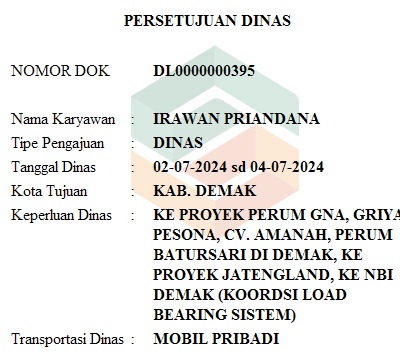 PERSETUJUAN DINAS
NOMOR DOK DL0000000395
Nama Karyawan : IRAWAN PRIANDANA
Tipe Pengajuan : DINAS
Tanggal Dinas : 02-07-2024 sd 04-07-2024
Kota Tujuan : KAB. DEMAK
Keperluan Dinas : KE PROYEK PERUM GNA, GRIYA
PESONA, CV. AMANAH, PERUM
BATURSARI DI DEMAK, KE
PROYEK JATENGLAND, KE NBI
DEMAK (KOORDSI LOAD
BEARING SISTEM)
Transportasi Dinas : MOBIL PRIBADI